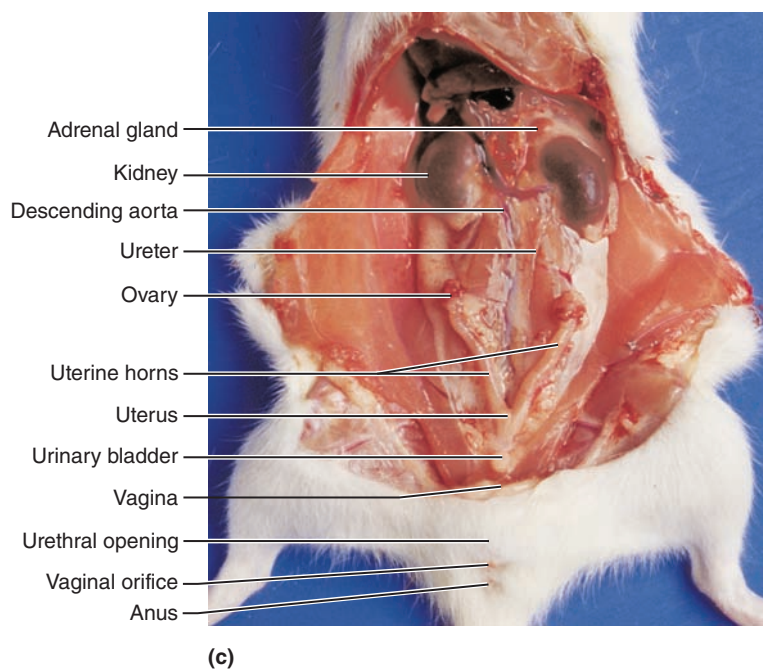 Adrenal gland
Kidney
Descending aorta
Ureter
Ovary
Uterine horns
Uterus
Urinary bladder
Vagina
Urethral opening
Vaginal orifice
Anus
(c)